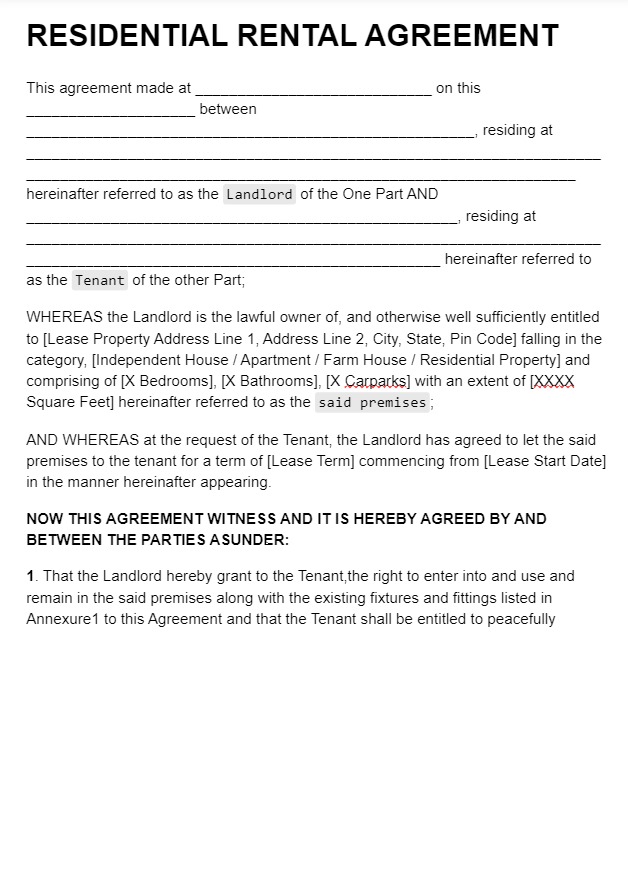 RESIDENTIAL RENTAL AGREEMENT
This agreement made at ____________________________ on this
____________________ between
_____________________________________________________, residing at
____________________________________________________________________
_________________________________________________________________
hereinafter referred to as the Landlord of the One Part AND
___________________________________________________, residing at
____________________________________________________________________
_________________________________________________ hereinafter referred to
as the Tenant of the other Part;
WHEREAS the Landlord is the lawful owner of, and otherwise well sufficiently entitled
to [Lease Property Address Line 1, Address Line 2, City, State, Pin Code] falling in the
category, [Independent House / Apartment / Farm House / Residential Property] and
comprising of [X Bedrooms], [X Bathrooms], [X Carparks] with an extent of [XXXX
Square Feet] hereinafter referred to as the said premises;
AND WHEREAS at the request of the Tenant, the Landlord has agreed to let the said
premises to the tenant for a term of [Lease Term] commencing from [Lease Start Date]
in the manner hereinafter appearing.
NOW THIS AGREEMENT WITNESS AND IT IS HEREBY AGREED BY AND
BETWEEN THE PARTIES ASUNDER:
1. That the Landlord hereby grant to the Tenant,the right to enter into and use and
remain in the said premises along with the existing fixtures and fittings listed in
Annexure1 to this Agreement and that the Tenant shall be entitled to peacefully